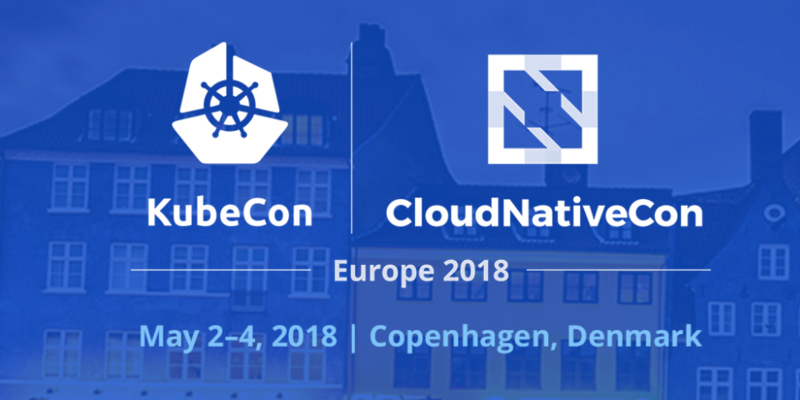 KubeCon
CloudNativeCon
Europe 2018
May 2–4, 2018 | Copenhagen, Denmark